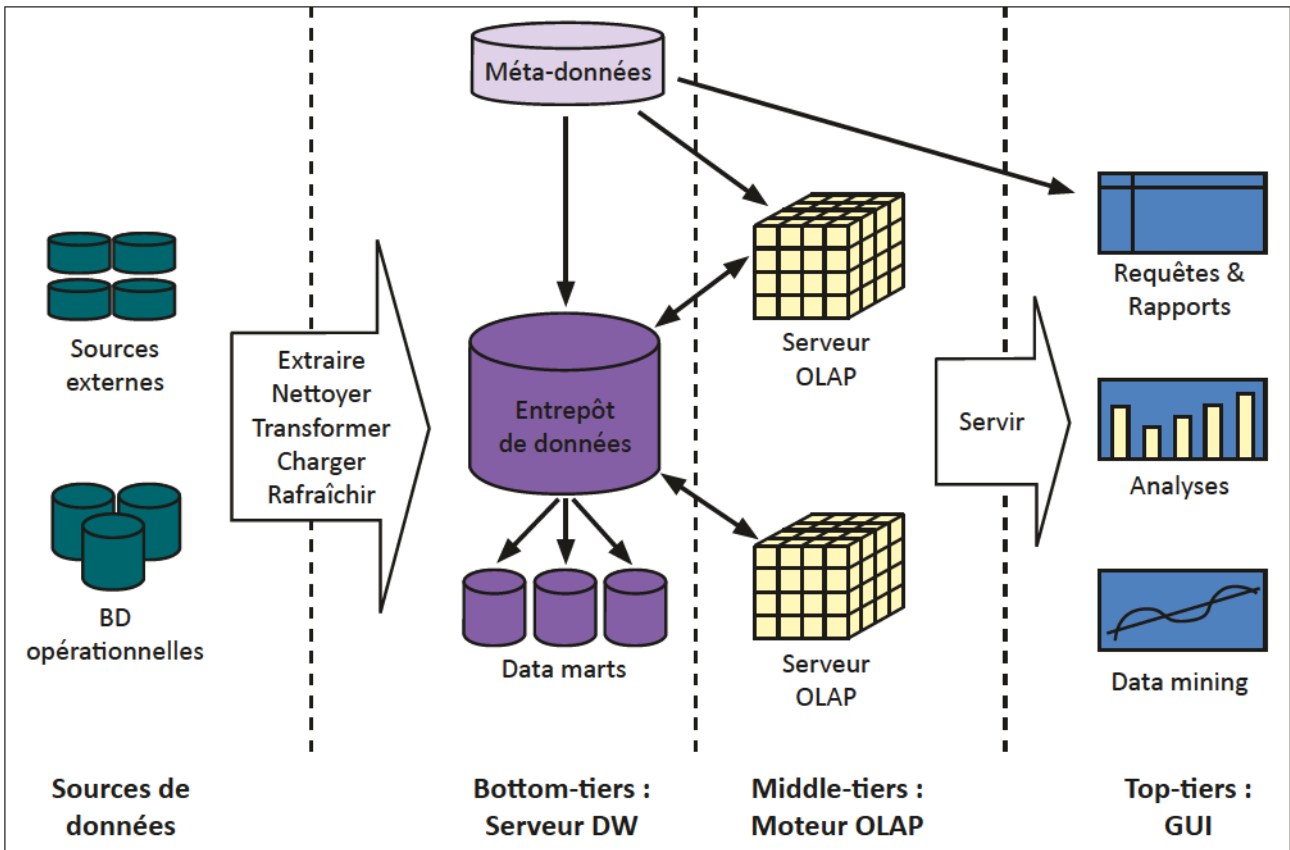 Méta-données
Sources
externes
BD
opérationnelles
Extraire
Nettoyer
Transformer
Charger
Rafraîchir
Entrepôt
de données
Data marts
Serveur
OLAP
Serveur
OLAP
Servir
Requêtes &
Rapports
Analyses
Data mining
Sources de
données
Bottom-tiers :
Serveur DW
Middle-tiers :
Moteur OLAP
Top-tiers :
GUI